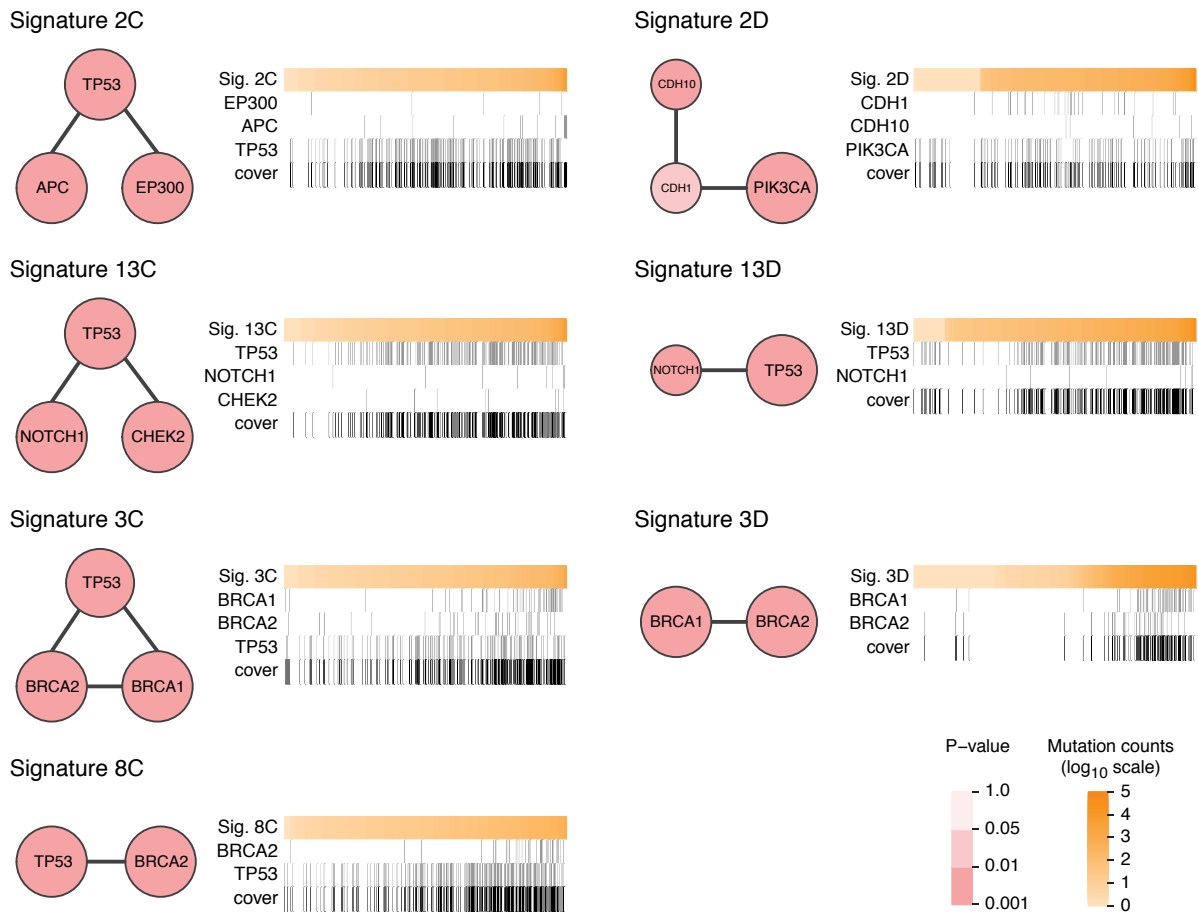 Signature 2C
TP53
APC
EP300
Sig. 2C
EP300
APC
TP53
cover
Signature 2D
CDH10
CDH1
PIK3CA
Sig. 2D
CDH1
CDH10
PIK3CA
cover
Signature 13C
TP53
NOTCH1
CHEK2
Sig. 13C
TP53
NOTCH1
CHEK2
cover
Signature 13D
NOTCH1
TP53
Sig. 13D
TP53
NOTCH1
cover
Signature 3C
TP53
BRCA2
BRCA1
Sig. 3C
BRCA1
BRCA2
TP53
cover
Signature 3D
BRCA1
BRCA2
Sig. 3D
BRCA1
BRCA2
cover
Signature 8C
TP53
BRCA2
Sig. 8C
BRCA2
TP53
cover
P−value
1.0
0.05
0.01
0.001
Mutation counts
(log10 scale)
5
4
3
2
1
0